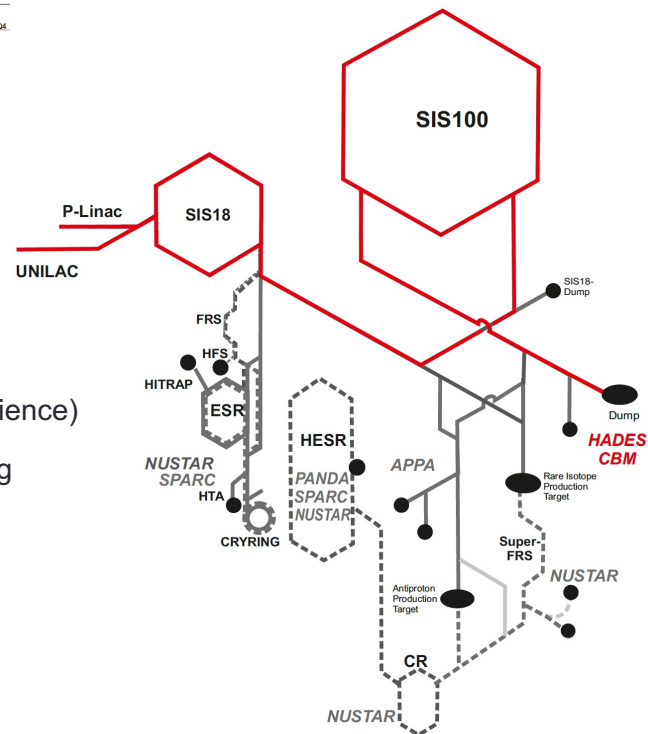 SIS100
P-Linac
SIS18
UNILAC
SIS18-
Dump
FRS
HFS
HITRAP
ESR
ience)
Dump
HADES
CBM
HESR
g
NUSTAR
SPARC
APPA
PANDA
SPARC
NUSTAR
HTA
Rare Isotope
Production
Target
CRYRING
Super-
FRS
NUSTAR
Antiproton
Production
Target
CR
NUSTAR